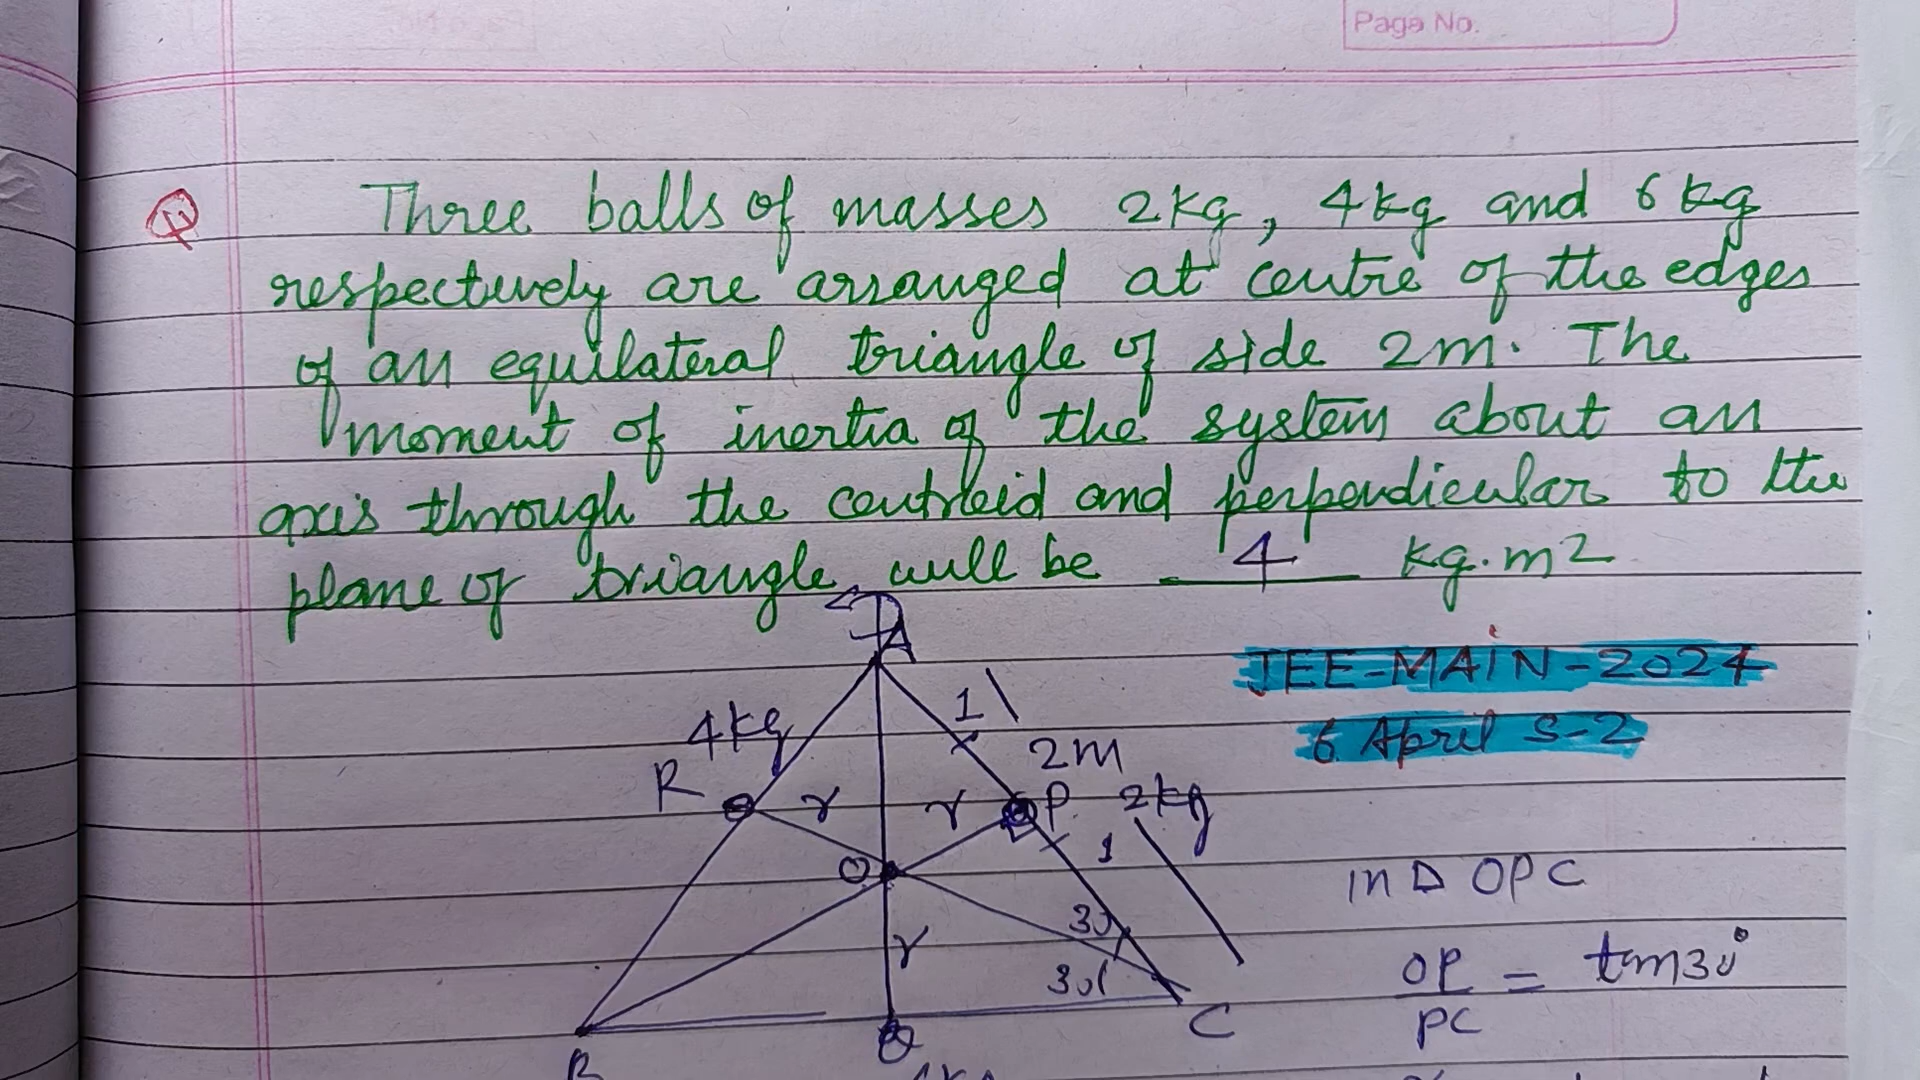 Page No.
Q Three balls of masses 2kg, 4kg and 6kg
respectively are arranged at centre of the edges
of an equilateral triangle of side 2m. The
moment of inertia of the system about an
axis through the centroid and perpendicular to the
plane of triangle, will be 4 kg.m2
A
JEE-MAIN-2024
6 April S-2
4kg
1
2m
R
r
r
P
2kg
1
O
in Δ OPC
30
r
30
OP/PC = tan30°
B
Q
C